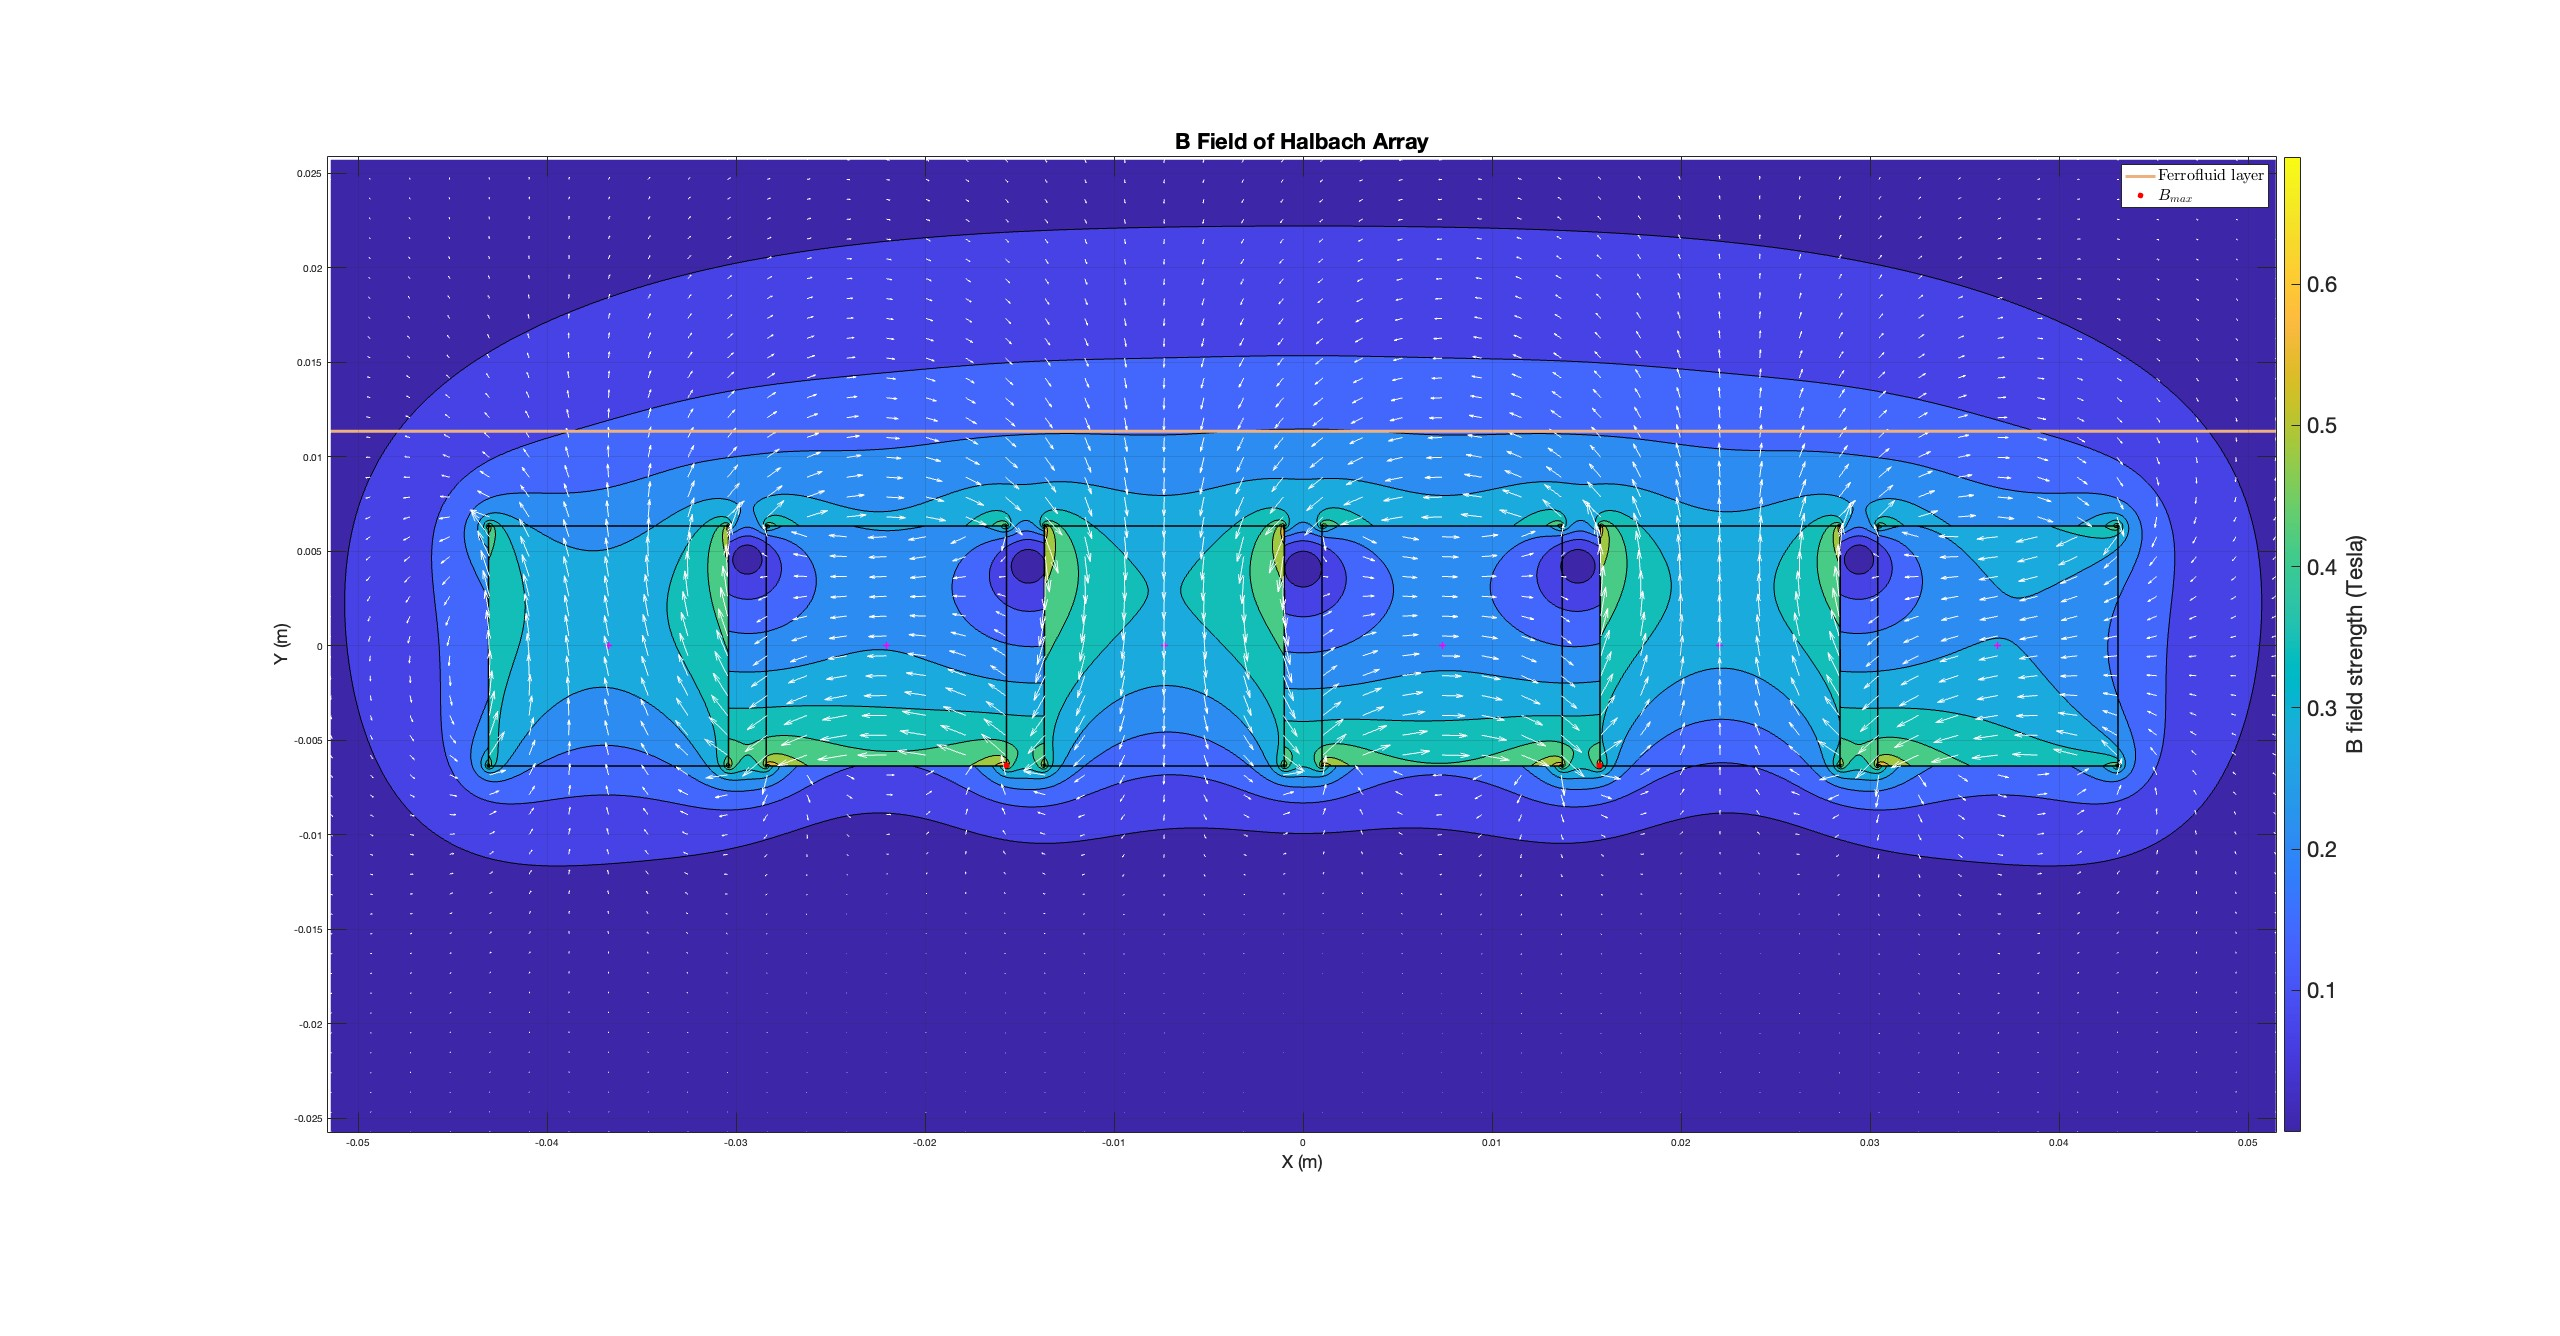 B Field of Halbach Array
Ferrofluid layer
B_max
0.025
0.02
0.015
0.01
0.005
0
-0.005
-0.01
-0.015
-0.02
-0.025
Y (m)
-0.05 -0.04 -0.03 -0.02 -0.01 0 0.01 0.02 0.03 0.04 0.05
X (m)
0.6
0.5
0.4
0.3
0.2
0.1
B field strength (Tesla)